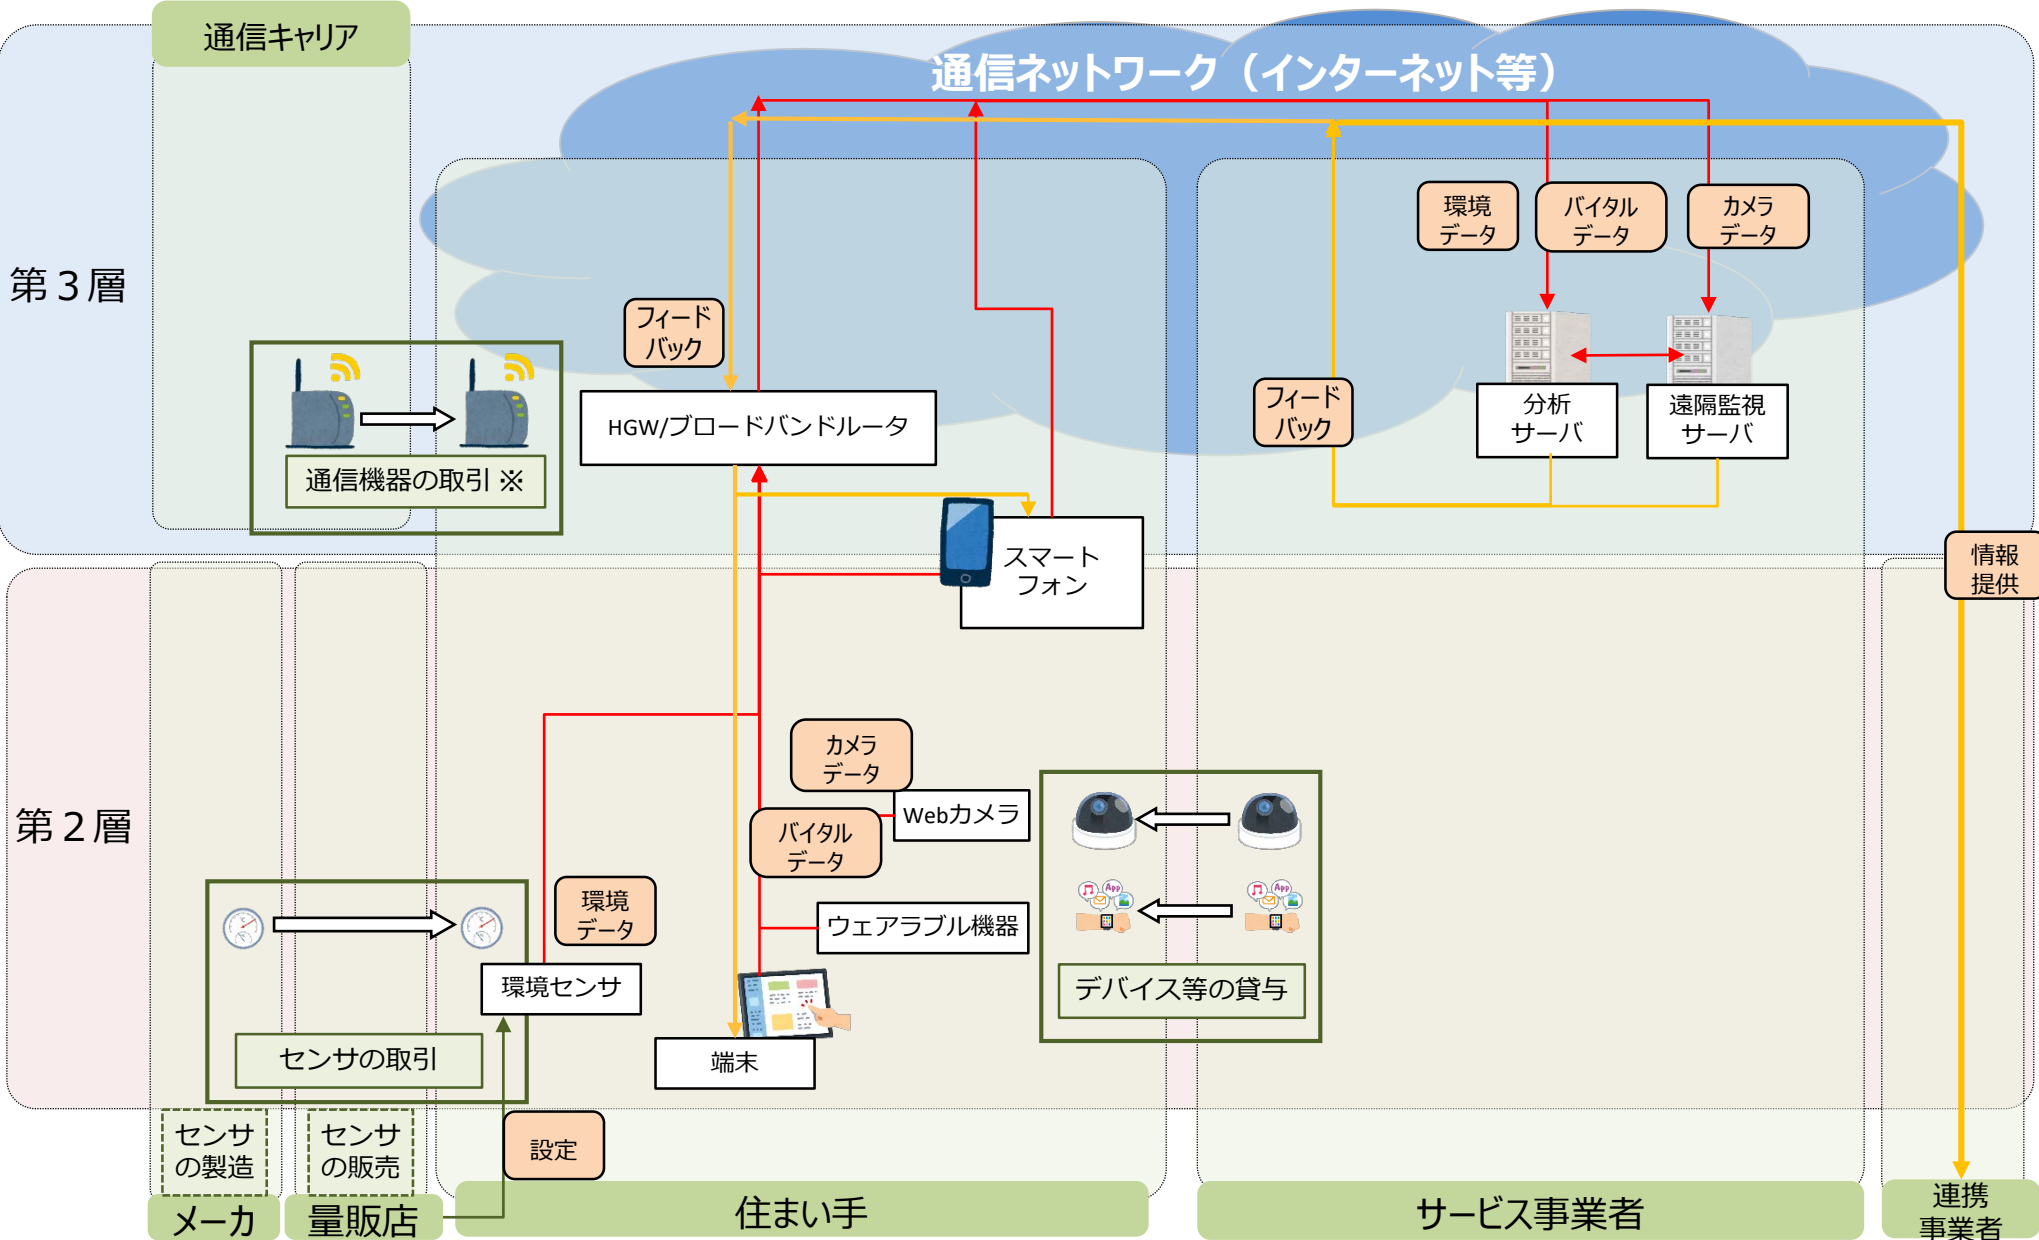 通信キャリア
通信ネットワーク（インターネット等）
環境
データ
バイタル
データ
カメラ
データ
第３層
フィード
バック
フィード
バック
HGW/ブロードバンドルータ
分析
サーバ
遠隔監視
サーバ
通信機器の取引 ※
スマート
フォン
情報
提供
カメラ
データ
Webカメラ
第２層
バイタル
データ
App
App
環境
データ
ウェアラブル機器
環境センサ
デバイス等の貸与
センサの取引
端末
センサ
の製造
センサ
の販売
設定
メーカ
量販店
住まい手
サービス事業者
連携
事業者